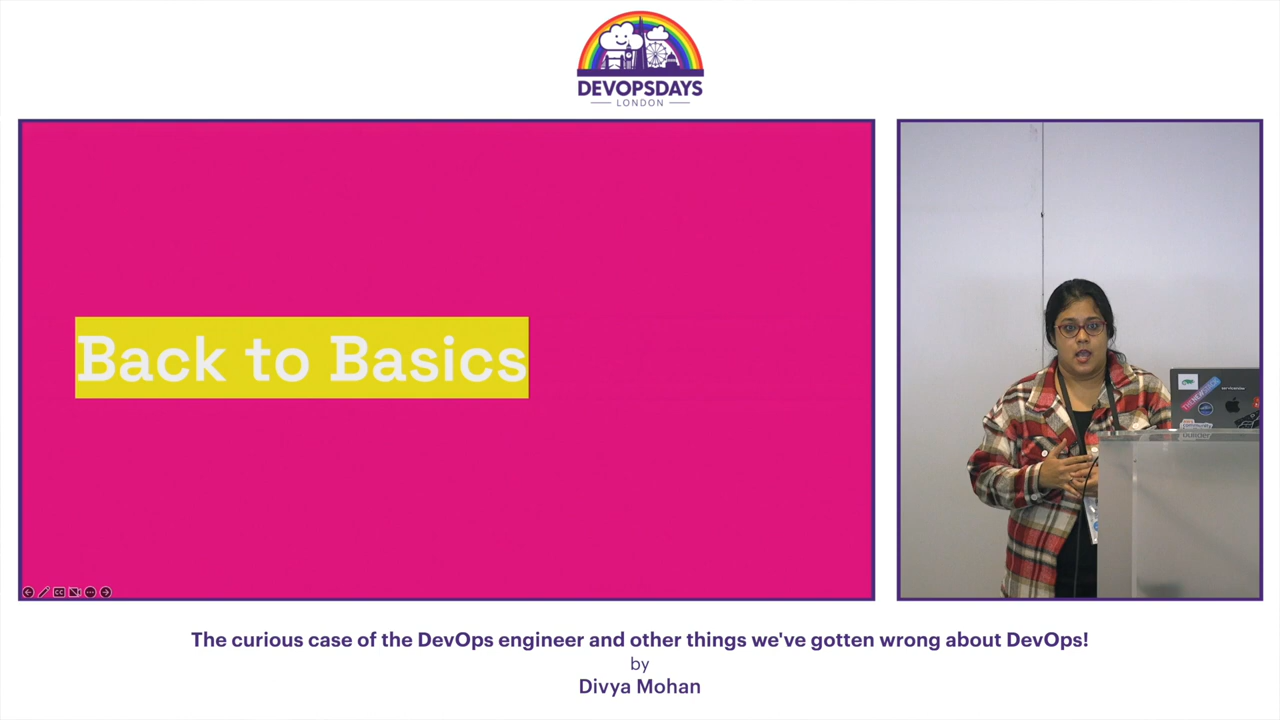 DEVOPSDAYS
LONDON
Back to Basics
The curious case of the DevOps engineer and other things we've gotten wrong about DevOps!
by
Divya Mohan